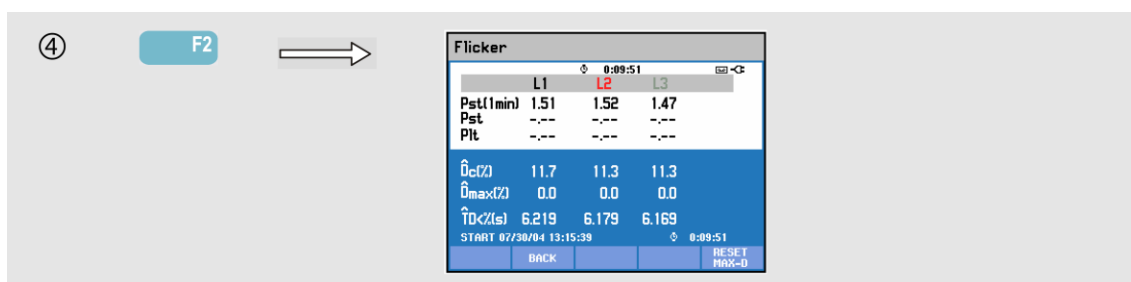 ④
F2
Flicker
0:09:51
L1 L2 L3
Pst(1min) 1.51 1.52 1.47
Pst -.-- -.-- -.--
Plt -.-- -.-- -.--
D̂c(%) 11.7 11.3 11.3
D̂max(%) 0.0 0.0 0.0
T̂D<%(s) 6.219 6.179 6.169
START 07/30/04 13:15:39 0:09:51
BACK RESET
MAX-D